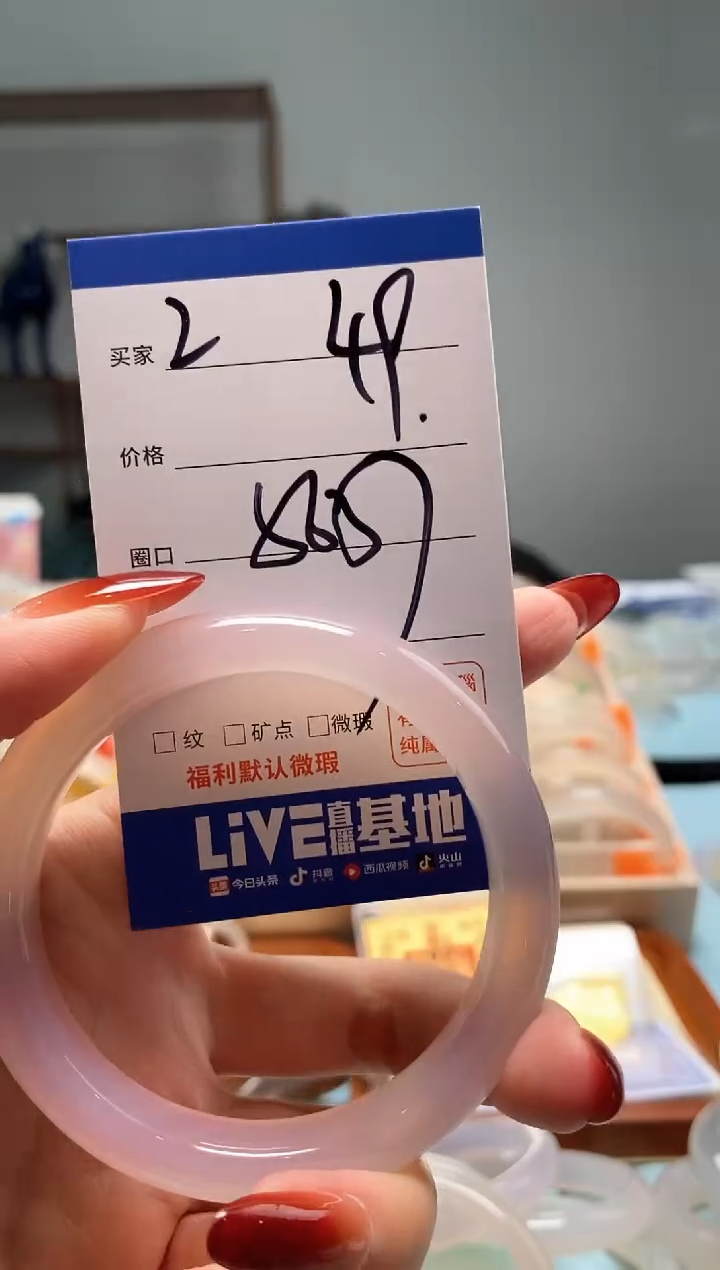 买家 2 49.
价格
圈口
□ 纹 □ 矿点 □ 微瑕
福利默认微瑕
纯属
LiVE直播基地
今日头条 抖音 西瓜视频 火山